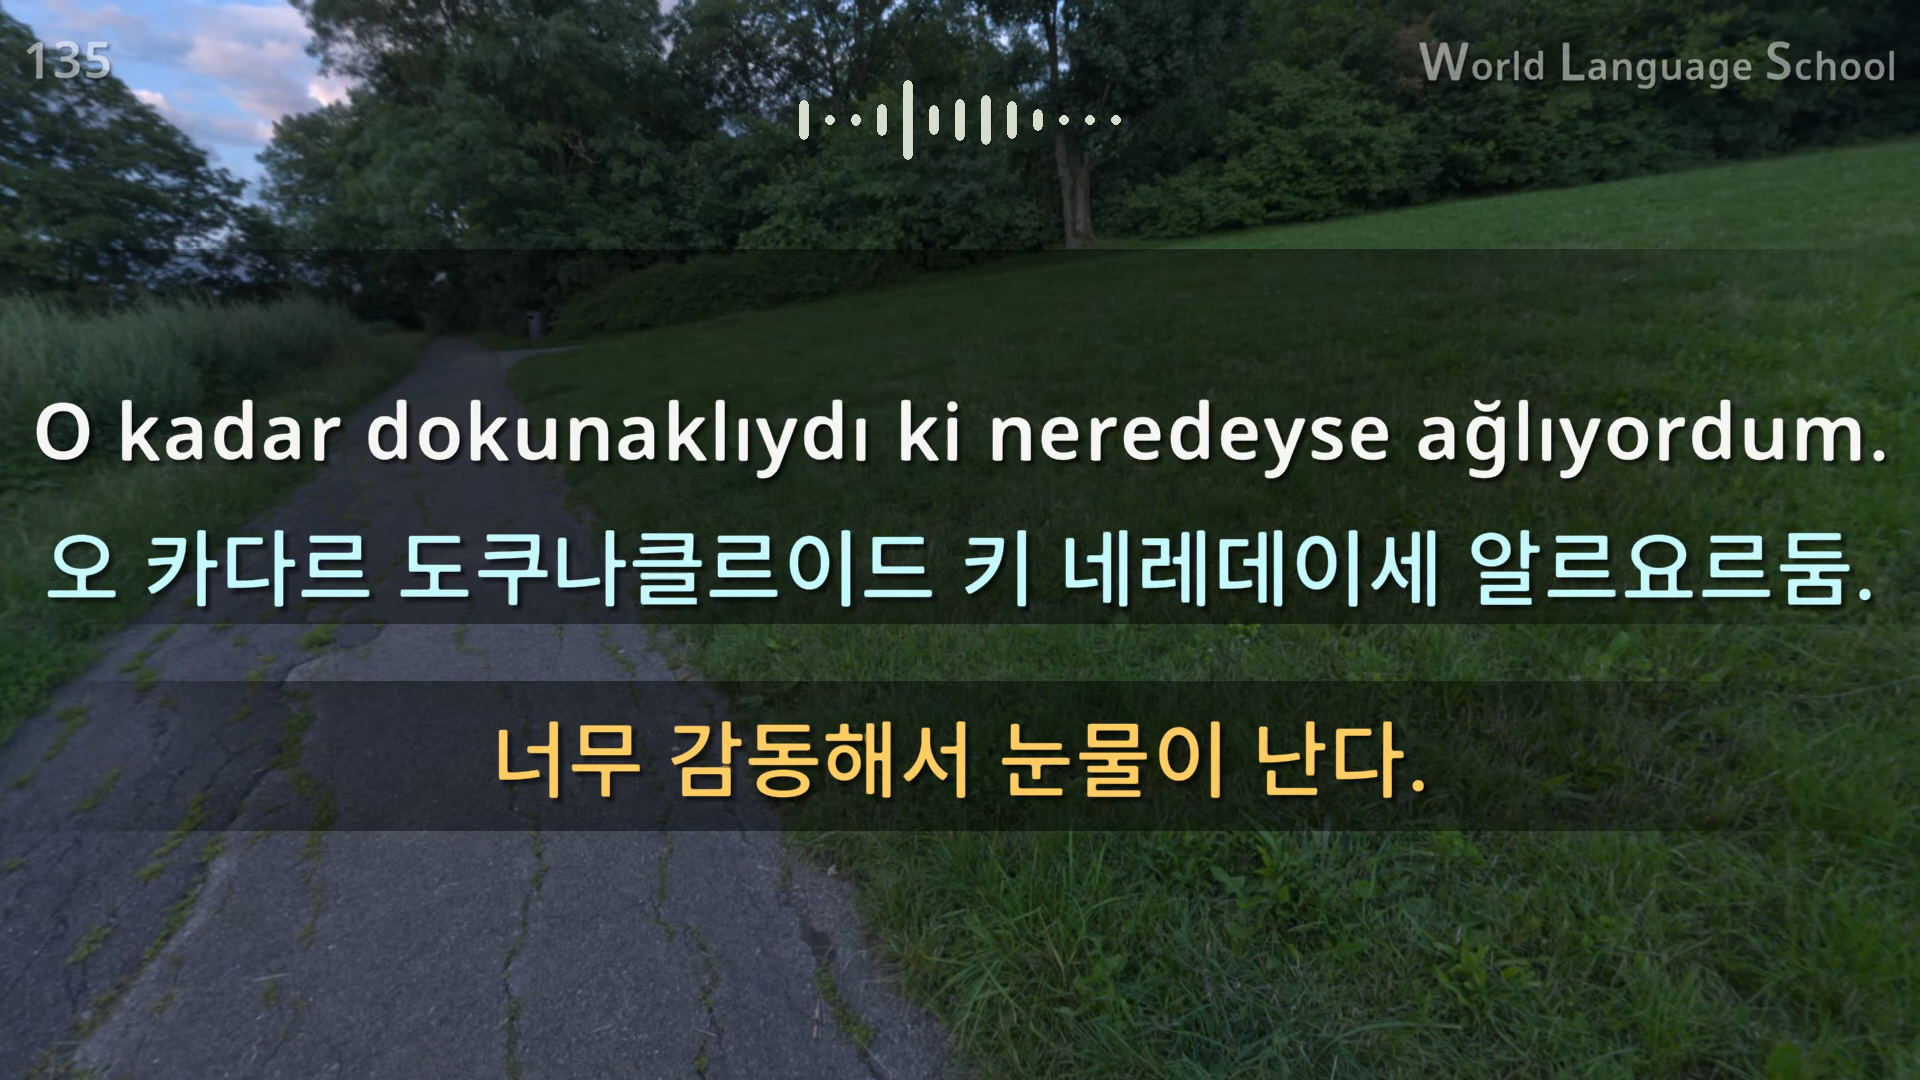 135
World Language School
O kadar dokunaklıydı ki neredeyse ağlıyordum.
오 카다르 도쿠나클르이드 키 네레데이세 알르요르둠.
너무 감동해서 눈물이 난다.